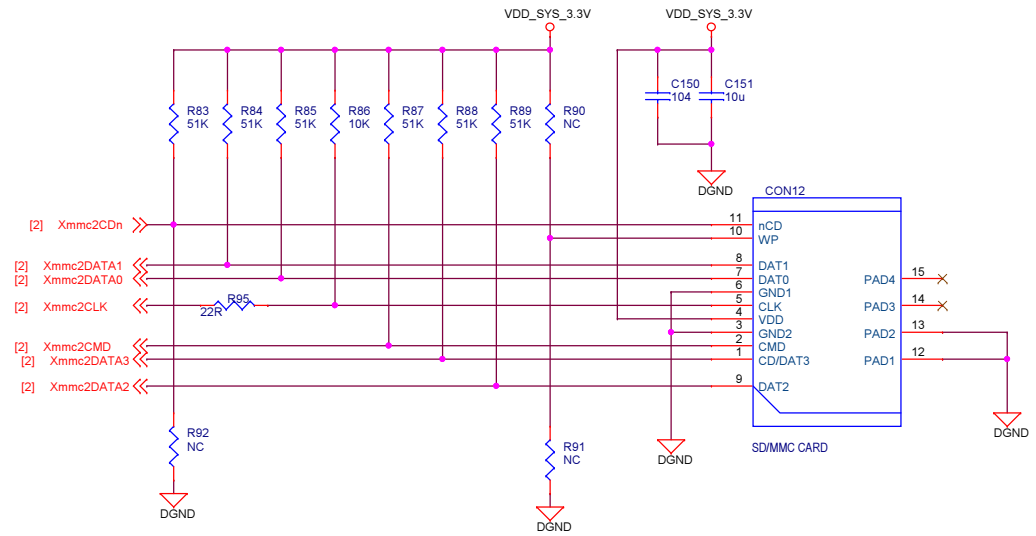 VDD_SYS_3.3V
VDD_SYS_3.3V
R83
51K
R84
51K
R85
51K
R86
10K
R87
51K
R88
51K
R89
51K
R90
NC
C150
104
C151
10u
DGND
CON12
[2] Xmmc2CDn
11 nCD
10 WP
[2] Xmmc2DATA1
8 DAT1
[2] Xmmc2DATA0
7 DAT0
PAD4 15
6 GND1
[2] Xmmc2CLK
R95
22R
5 CLK
PAD3 14
4 VDD
3 GND2
PAD2 13
[2] Xmmc2CMD
2 CMD
[2] Xmmc2DATA3
1 CD/DAT3
PAD1 12
[2] Xmmc2DATA2
9 DAT2
R92
NC
R91
NC
DGND
SD/MMC CARD
DGND
DGND
DGND